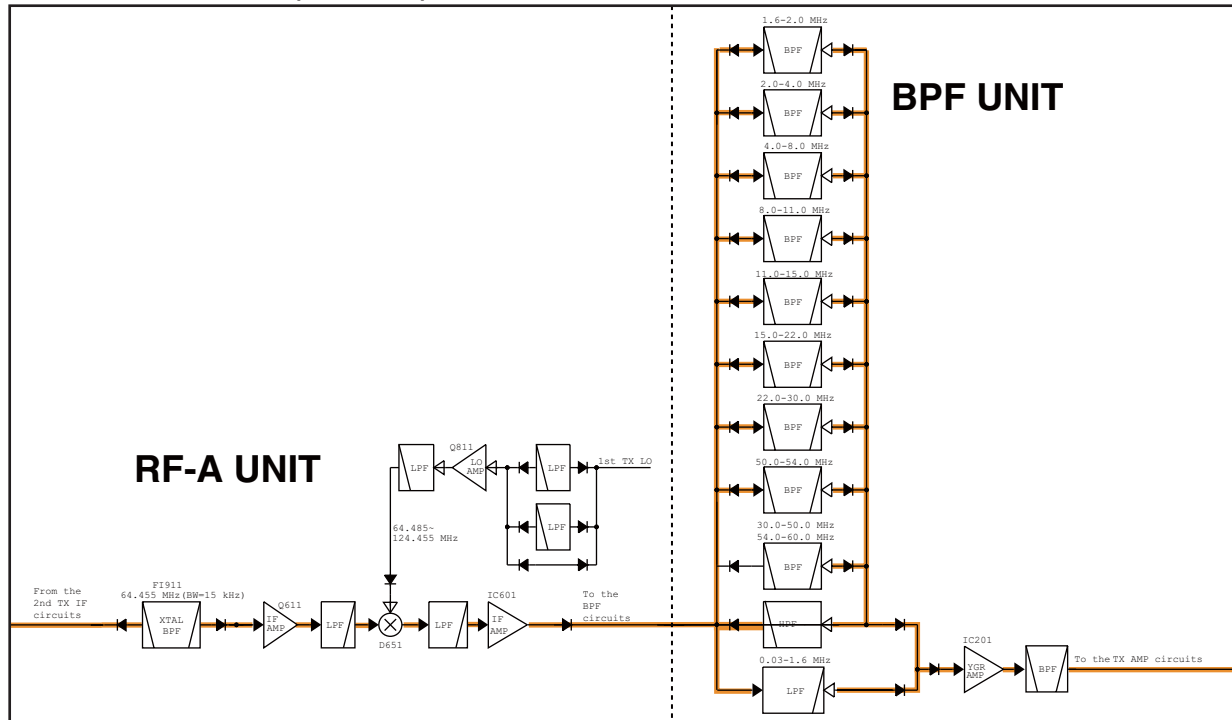 1.6-2.0 MHz
BPF
BPF UNIT
2.0-4.0 MHz
BPF
4.0-8.0 MHz
BPF
8.0-11.0 MHz
BPF
11.0-15.0 MHz
BPF
15.0-22.0 MHz
BPF
22.0-30.0 MHz
BPF
RF-A UNIT
LPF
Q811
LO
AMP
LPF
1st TX LO
LPF
64.485~
124.455 MHz
50.0-54.0 MHz
BPF
30.0-50.0 MHz
54.0-60.0 MHz
BPF
From the
2nd TX IF
circuits
FI911
64.455 MHz(BW=15 kHz)
XTAL
BPF
Q611
IF
AMP
LPF
D651
LPF
IC601
IF
AMP
To the
BPF
circuits
HPF
0.03-1.6 MHz
LPF
IC201
YGR
AMP
BPF
To the TX AMP circuits